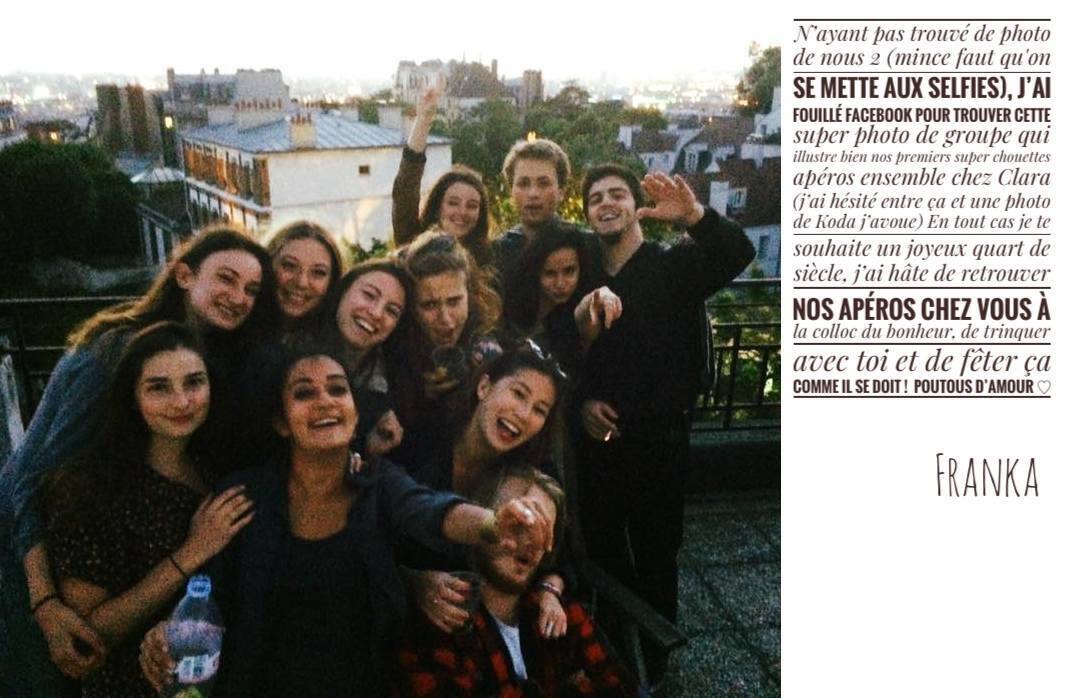 N'ayant pas trouvé de photo
de nous 2 (mince faut qu'on
SE METTE AUX SELFIES), J'AI
FOUILLÉ FACEBOOK POUR TROUVER CETTE
super photo de groupe qui
illustre bien nos premiers super chouettes
apéros ensemble chez Clara
(j'ai hésité entre ça et une photo
de Koda j'avoue) En tout cas je te
souhaite un joyeux quart de
siècle, j'ai hâte de retrouver
NOS APÉROS CHEZ VOUS À
la colloc du bonheur, de trinquer
avec toi et de fêter ça
COMME IL SE DOIT ! POUTOUS D'AMOUR ♡
FRANKA